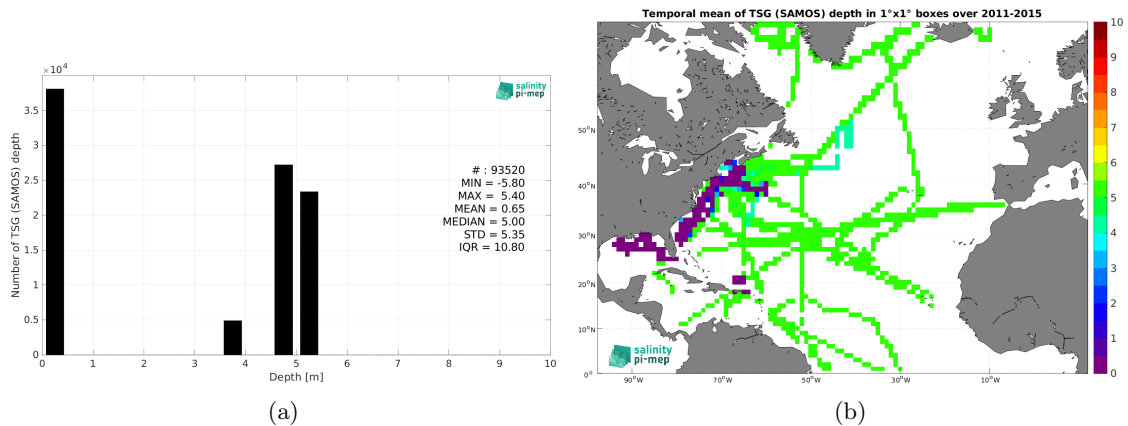 ×10⁴
3.5
3
2.5
2
1.5
1
0.5
0
0 1 2 3 4 5 6 7 8 9 10
Number of TSG (SAMOS) depth
Depth [m]
salinity
pi-mep
# : 93520
MIN = -5.80
MAX = 5.40
MEAN = 0.65
MEDIAN = 5.00
STD = 5.35
IQR = 10.80
(a)
Temporal mean of TSG (SAMOS) depth in 1°x1° boxes over 2011-2015
50°N
40°N
30°N
20°N
10°N
0°
90°W 70°W 50°W 30°W 10°W
salinity
pi-mep
10
9
8
7
6
5
4
3
2
1
0
(b)